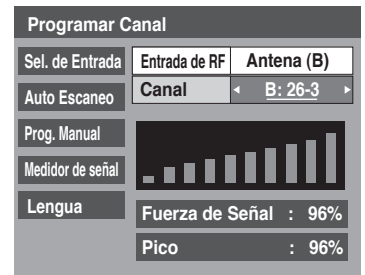 Programar Canal
Sel. de Entrada
Entrada de RF Antena (B)
Auto Escaneo
Canal B: 26-3
Prog. Manual
Medidor de señal
Lengua
Fuerza de Señal : 96%
Pico : 96%